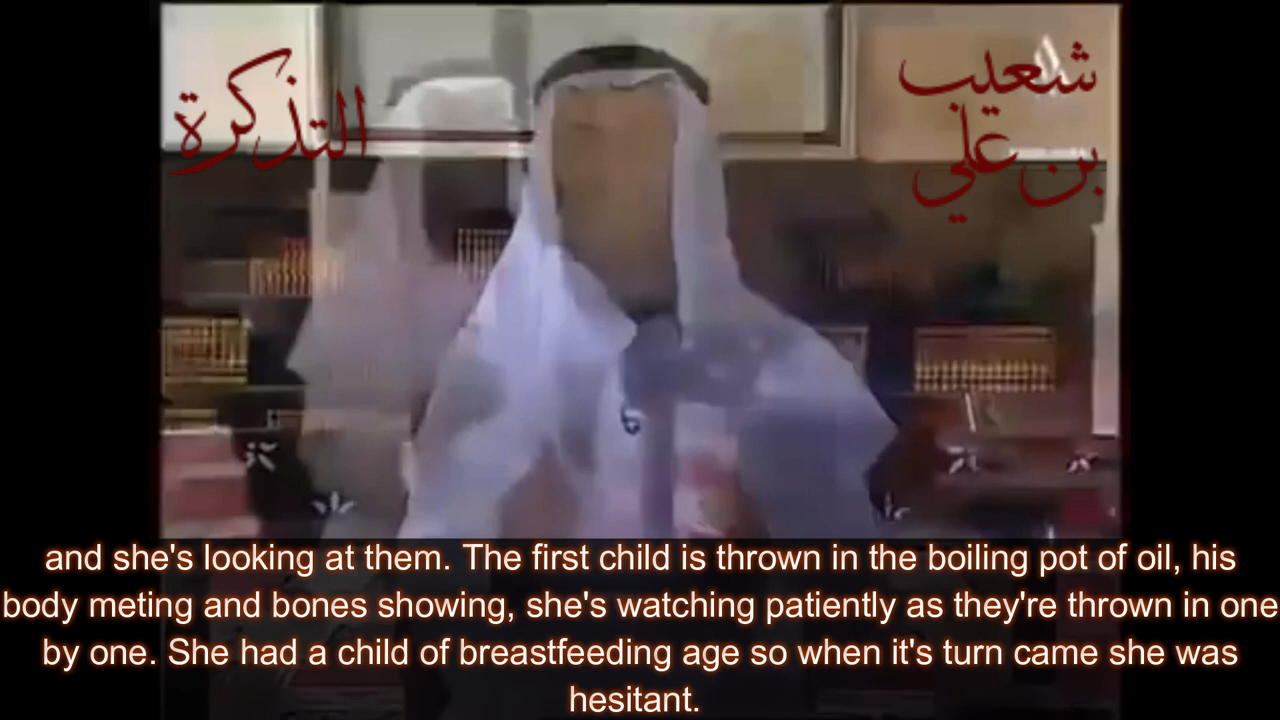 التذكرة
شعيب
بن علي
and she's looking at them. The first child is thrown in the boiling pot of oil, his
body meting and bones showing, she's watching patiently as they're thrown in one
by one. She had a child of breastfeeding age so when it's turn came she was
hesitant.